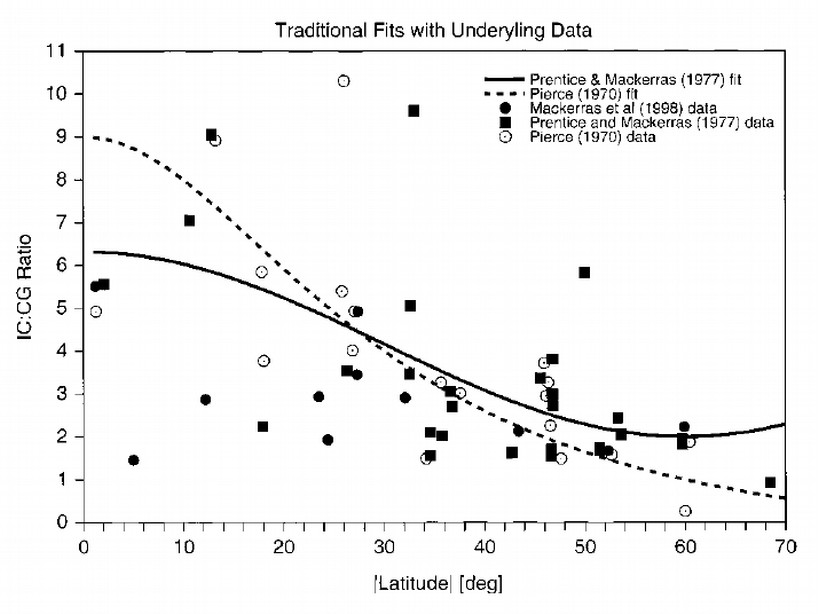 Traditional Fits with Underyling Data
11
10
9
8
7
6
5
4
3
2
1
0
IC:CG Ratio
Prentice & Mackerras (1977) fit
Pierce (1970) fit
Mackerras et al (1998) data
Prentice and Mackerras (1977) data
Pierce (1970) data
0 10 20 30 40 50 60 70
|Latitude| [deg]